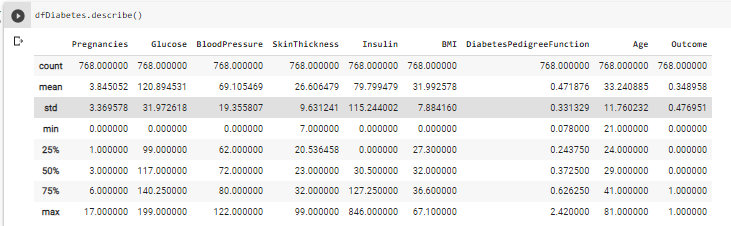 dfDiabetes.describe()
Pregnancies Glucose BloodPressure SkinThickness Insulin BMI DiabetesPedigreeFunction Age Outcome
count 768.000000 768.000000 768.000000 768.000000 768.000000 768.000000 768.000000 768.000000 768.000000
mean 3.845052 120.894531 69.105469 26.606479 79.799479 31.992578 0.471876 33.240885 0.348958
std 3.369578 31.972618 19.355807 9.631241 115.244002 7.884160 0.331329 11.760232 0.476951
min 0.000000 0.000000 0.000000 7.000000 0.000000 0.000000 0.078000 21.000000 0.000000
25% 1.000000 99.000000 62.000000 20.536458 0.000000 27.300000 0.243750 24.000000 0.000000
50% 3.000000 117.000000 72.000000 23.000000 30.500000 32.000000 0.372500 29.000000 0.000000
75% 6.000000 140.250000 80.000000 32.000000 127.250000 36.600000 0.626250 41.000000 1.000000
max 17.000000 199.000000 122.000000 99.000000 846.000000 67.100000 2.420000 81.000000 1.000000